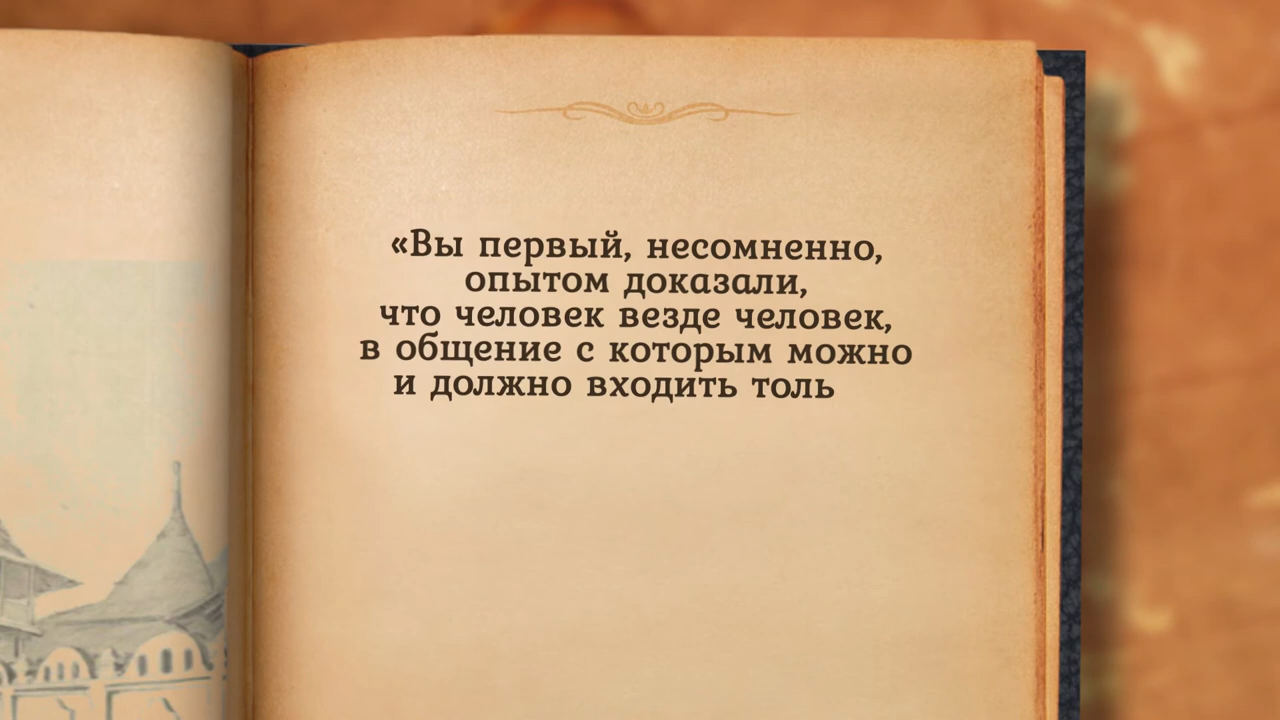 «Вы первый, несомненно,
опытом доказали,
что человек везде человек,
в общение с которым можно
и должно входить толь